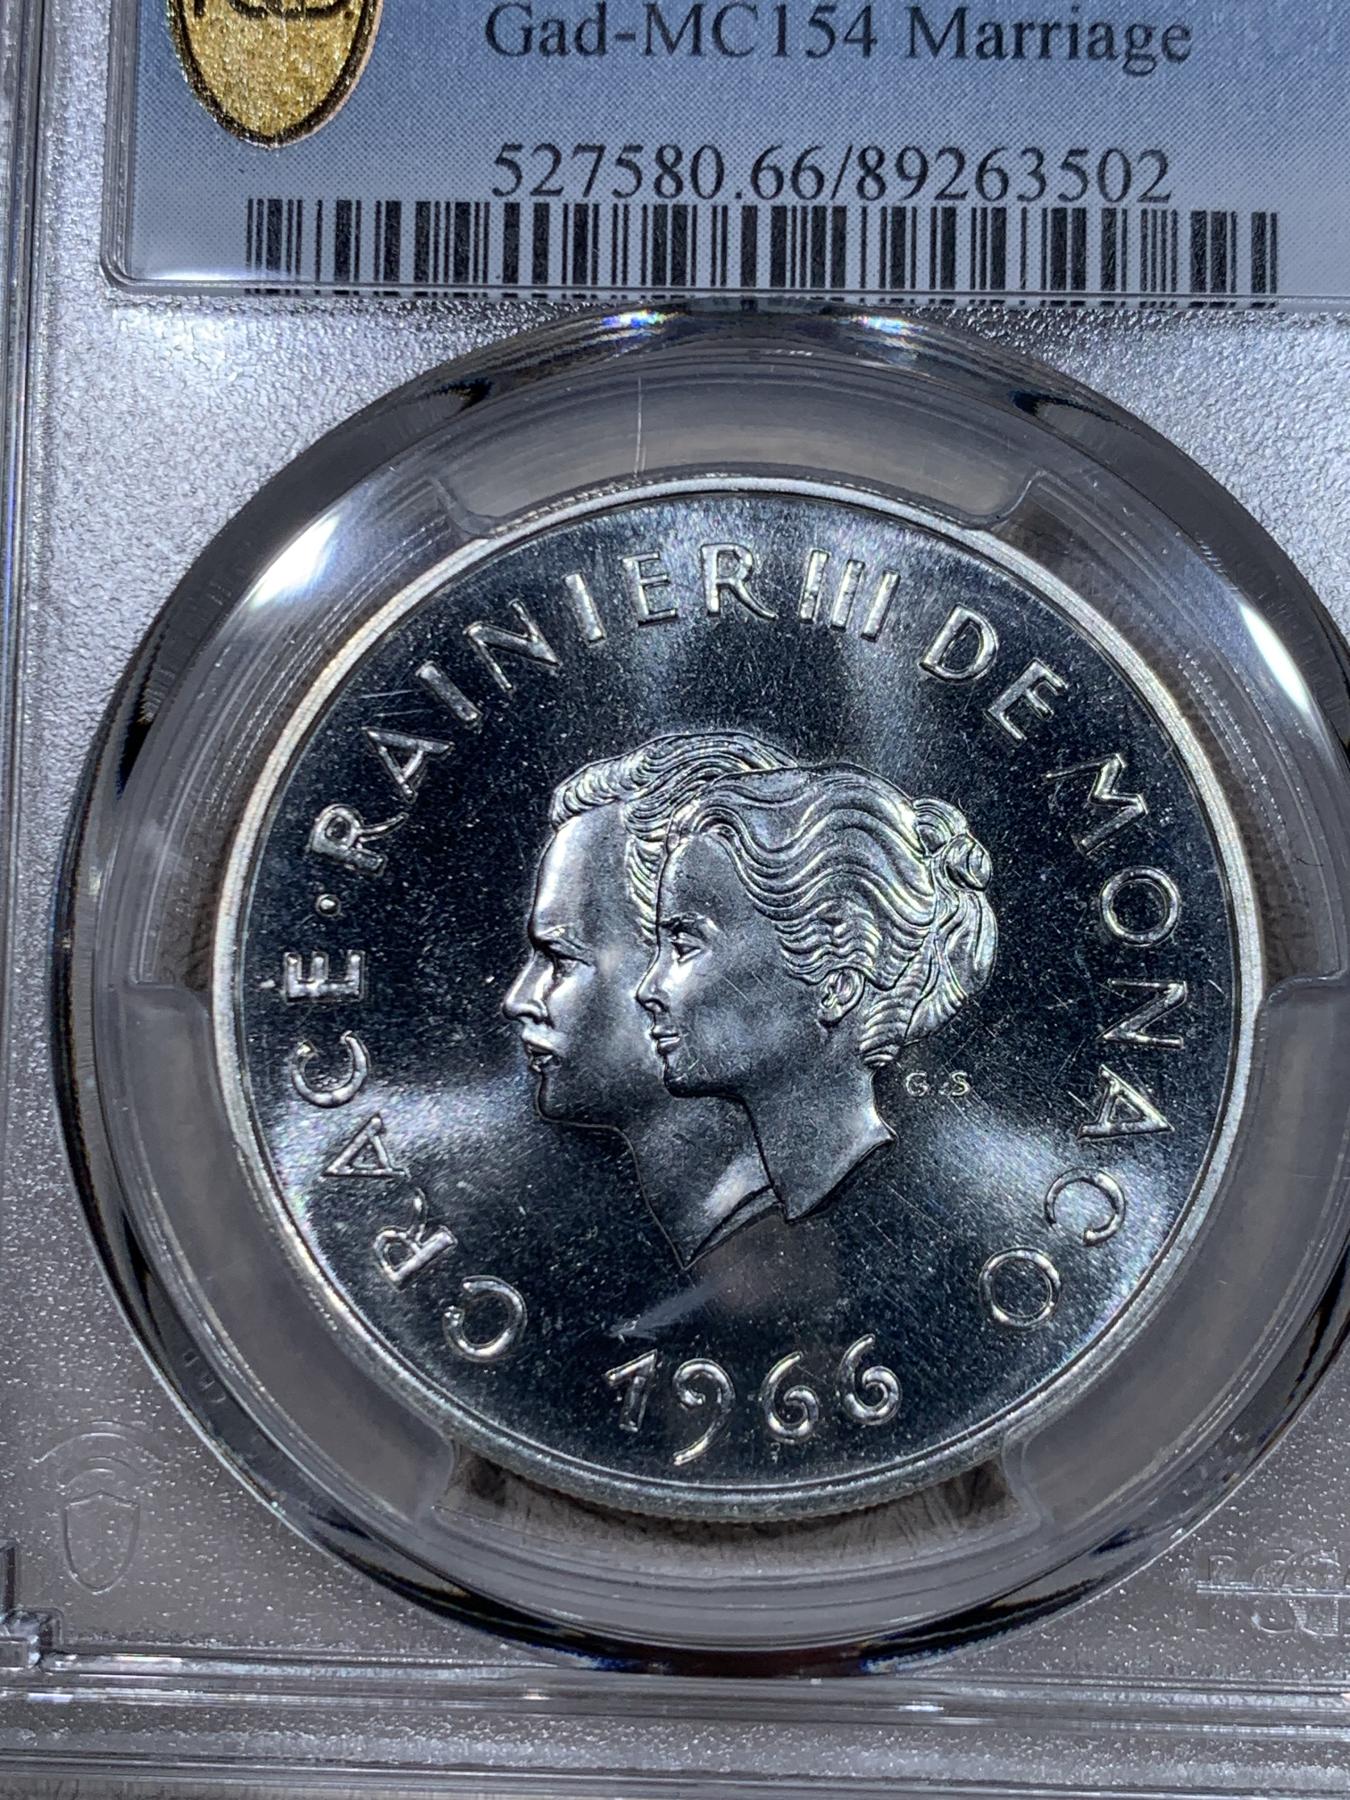 Gad-MC154 Marriage
527580.66/89263502
GRACE·RAINIER III DE MONACO
G.S
1966